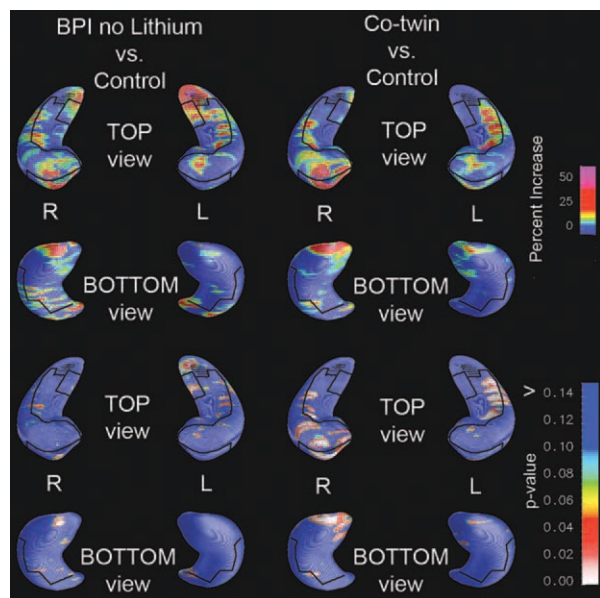 BPI no Lithium
vs.
Control
Co-twin
vs.
Control
TOP
view
TOP
view
R
L
R
L
50
25
0
Percent Increase
BOTTOM
view
BOTTOM
view
TOP
view
TOP
view
R
L
R
L
BOTTOM
view
BOTTOM
view
>
0.14
0.12
0.10
0.08
0.06
0.04
0.02
0.00
p-value